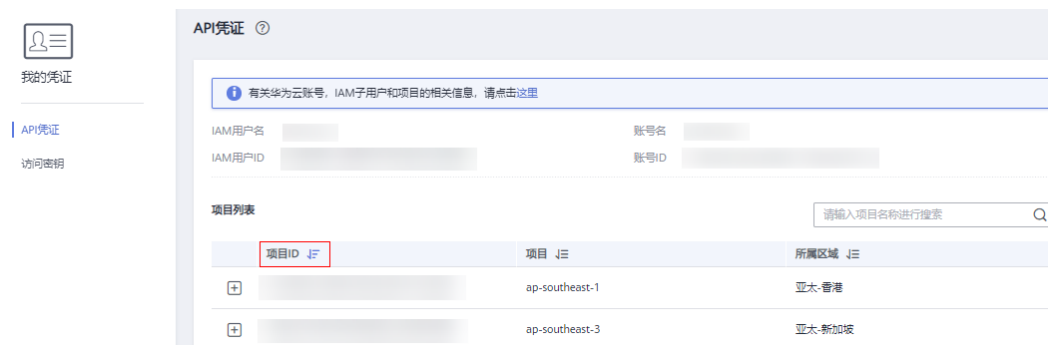 我的凭证
API凭证
访问密钥
API凭证
有关华为云账号，IAM子用户和项目的相关信息，请点击这里
IAM用户名
账号名
IAM用户ID
账号ID
项目列表
请输入项目名称进行搜索
项目ID 项目 所属区域
ap-southeast-1 亚太-香港
ap-southeast-3 亚太-新加坡